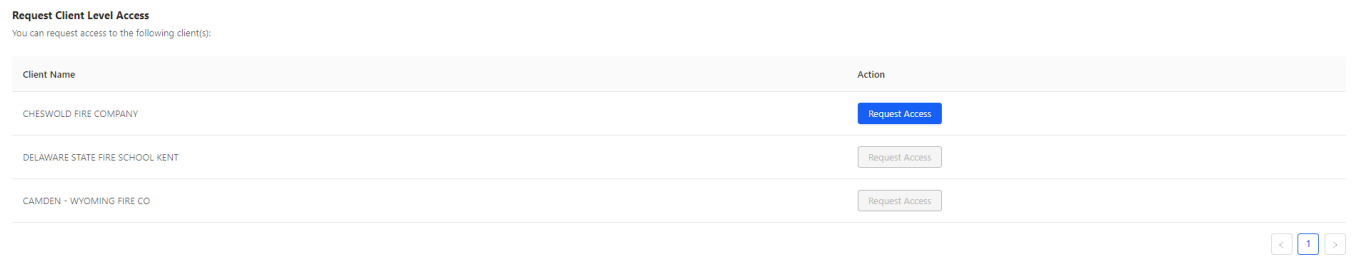 Request Client Level Access
You can request access to the following client(s):
Client Name Action
CHESWOLD FIRE COMPANY Request Access
DELAWARE STATE FIRE SCHOOL KENT Request Access
CAMDEN - WYOMING FIRE CO Request Access
< 1 >